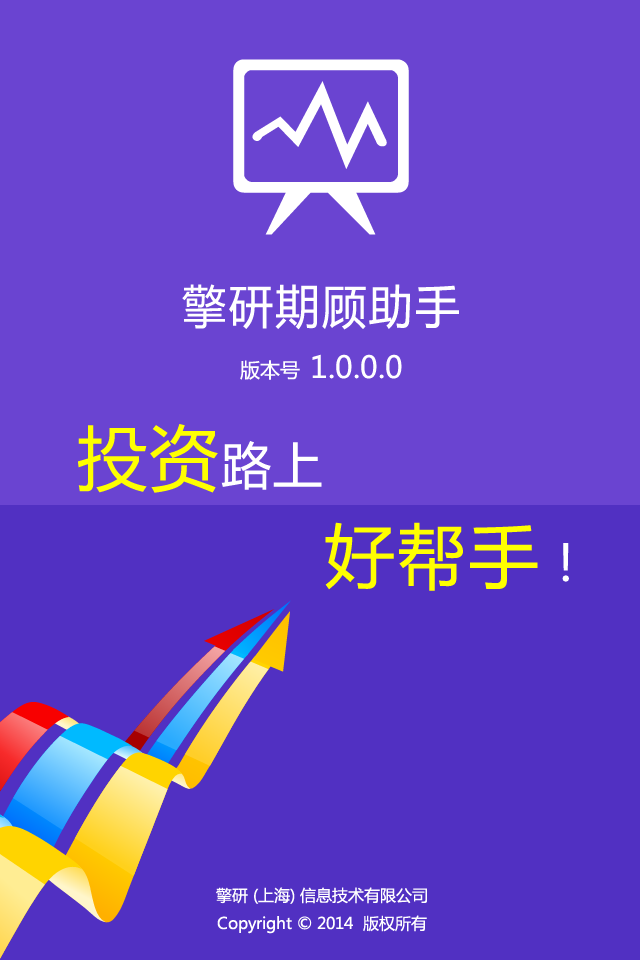 擎研期顾助手
版本号 1.0.0.0
投资路上
好帮手！
擎研 (上海) 信息技术有限公司
Copyright © 2014 版权所有